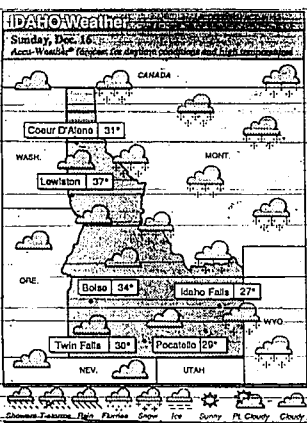 IDAHO Weather
Sunday, Dec. 16
Accu-Weather® forecast for daytime conditions and high temperatures
CANADA
Coeur D'Alene 31°
WASH.
MONT.
Lewiston 37°
ORE.
Boise 34°
Idaho Falls 27°
WYO
Twin Falls 30°
Pocatello 29°
NEV.
UTAH
Showers T-storms Rain Flurries Snow Ice Sunny Pt. Cloudy Cloudy